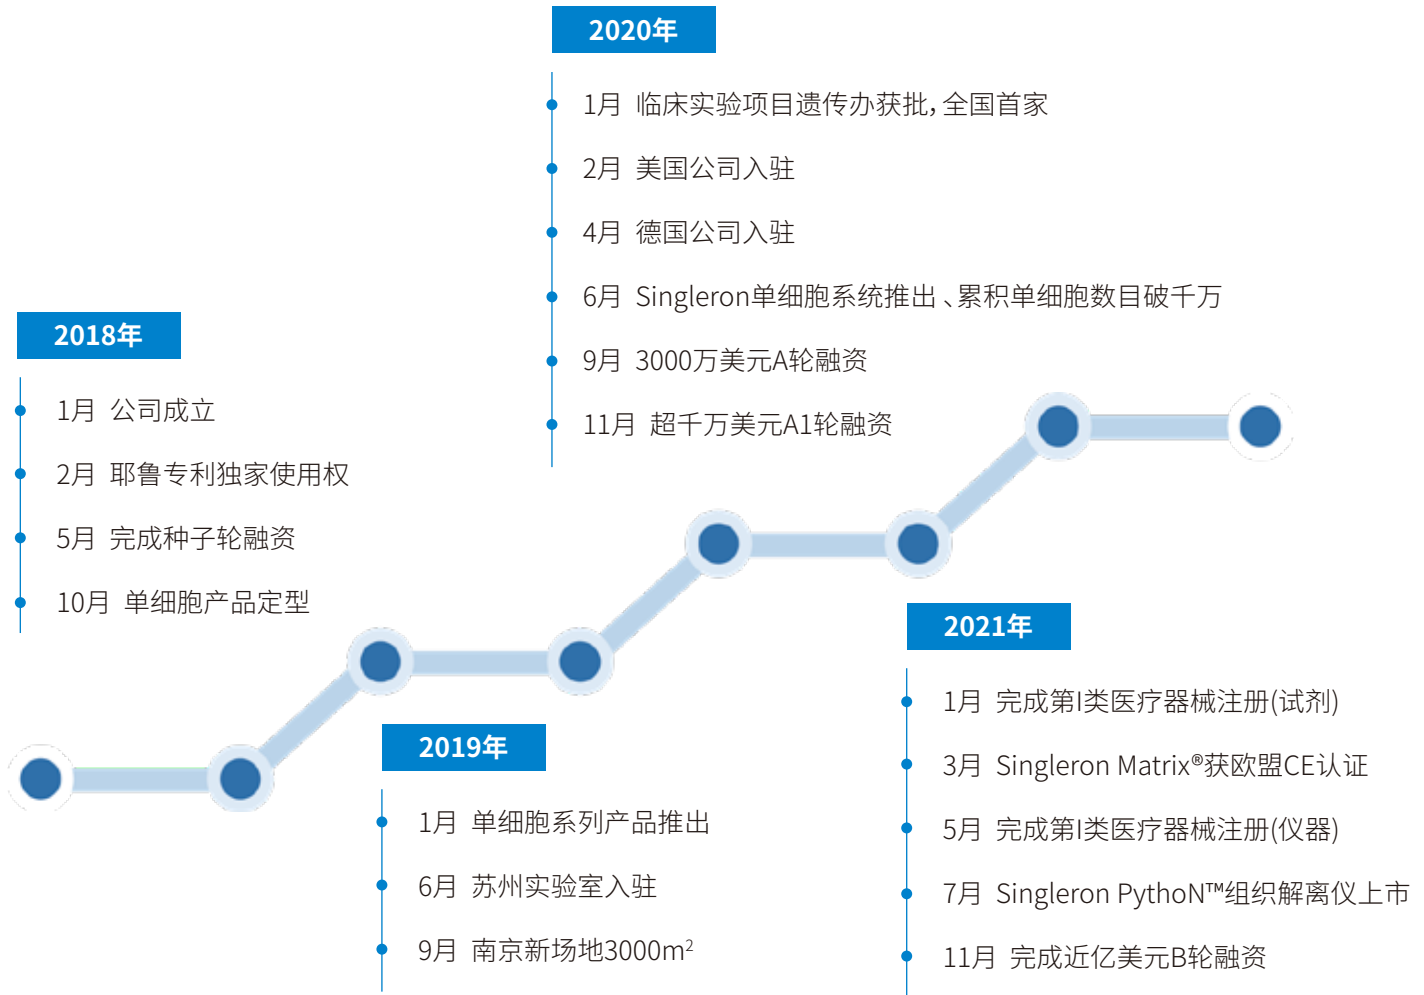 2018年
1月 公司成立
2月 耶鲁专利独家使用权
5月 完成种子轮融资
10月 单细胞产品定型
2019年
1月 单细胞系列产品推出
6月 苏州实验室入驻
9月 南京新场地3000m²
2020年
1月 临床实验项目遗传办获批，全国首家
2月 美国公司入驻
4月 德国公司入驻
6月 Singleron单细胞系统推出、累积单细胞数目破千万
9月 3000万美元A轮融资
11月 超千万美元A1轮融资
2021年
1月 完成第I类医疗器械注册(试剂)
3月 Singleron Matrix®获欧盟CE认证
5月 完成第I类医疗器械注册(仪器)
7月 Singleron PythoN™组织解离仪上市
11月 完成近亿美元B轮融资